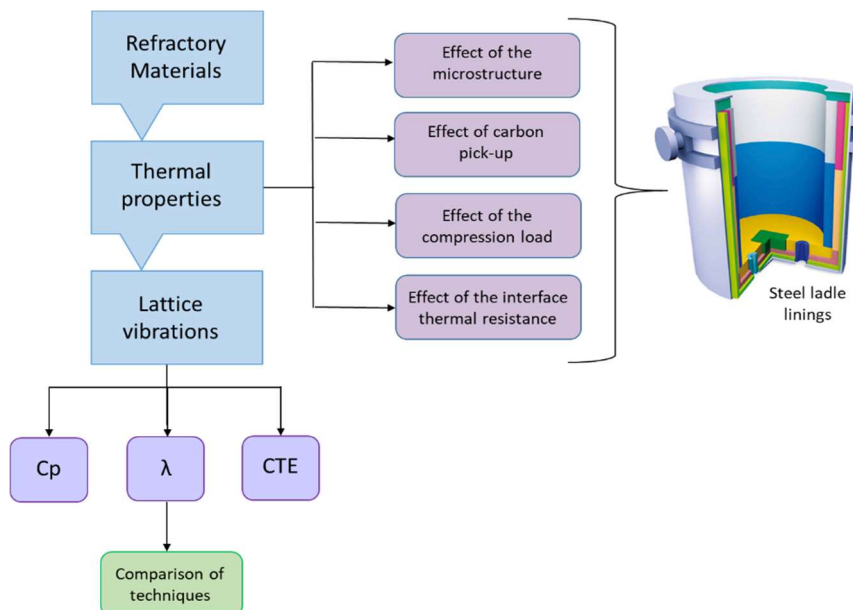 Refractory
Materials
Thermal
properties
Lattice
vibrations
Effect of the
microstructure
Effect of carbon
pick-up
Effect of the
compression load
Effect of the interface
thermal resistance
Steel ladle
linings
Cp
λ
CTE
Comparison of
techniques